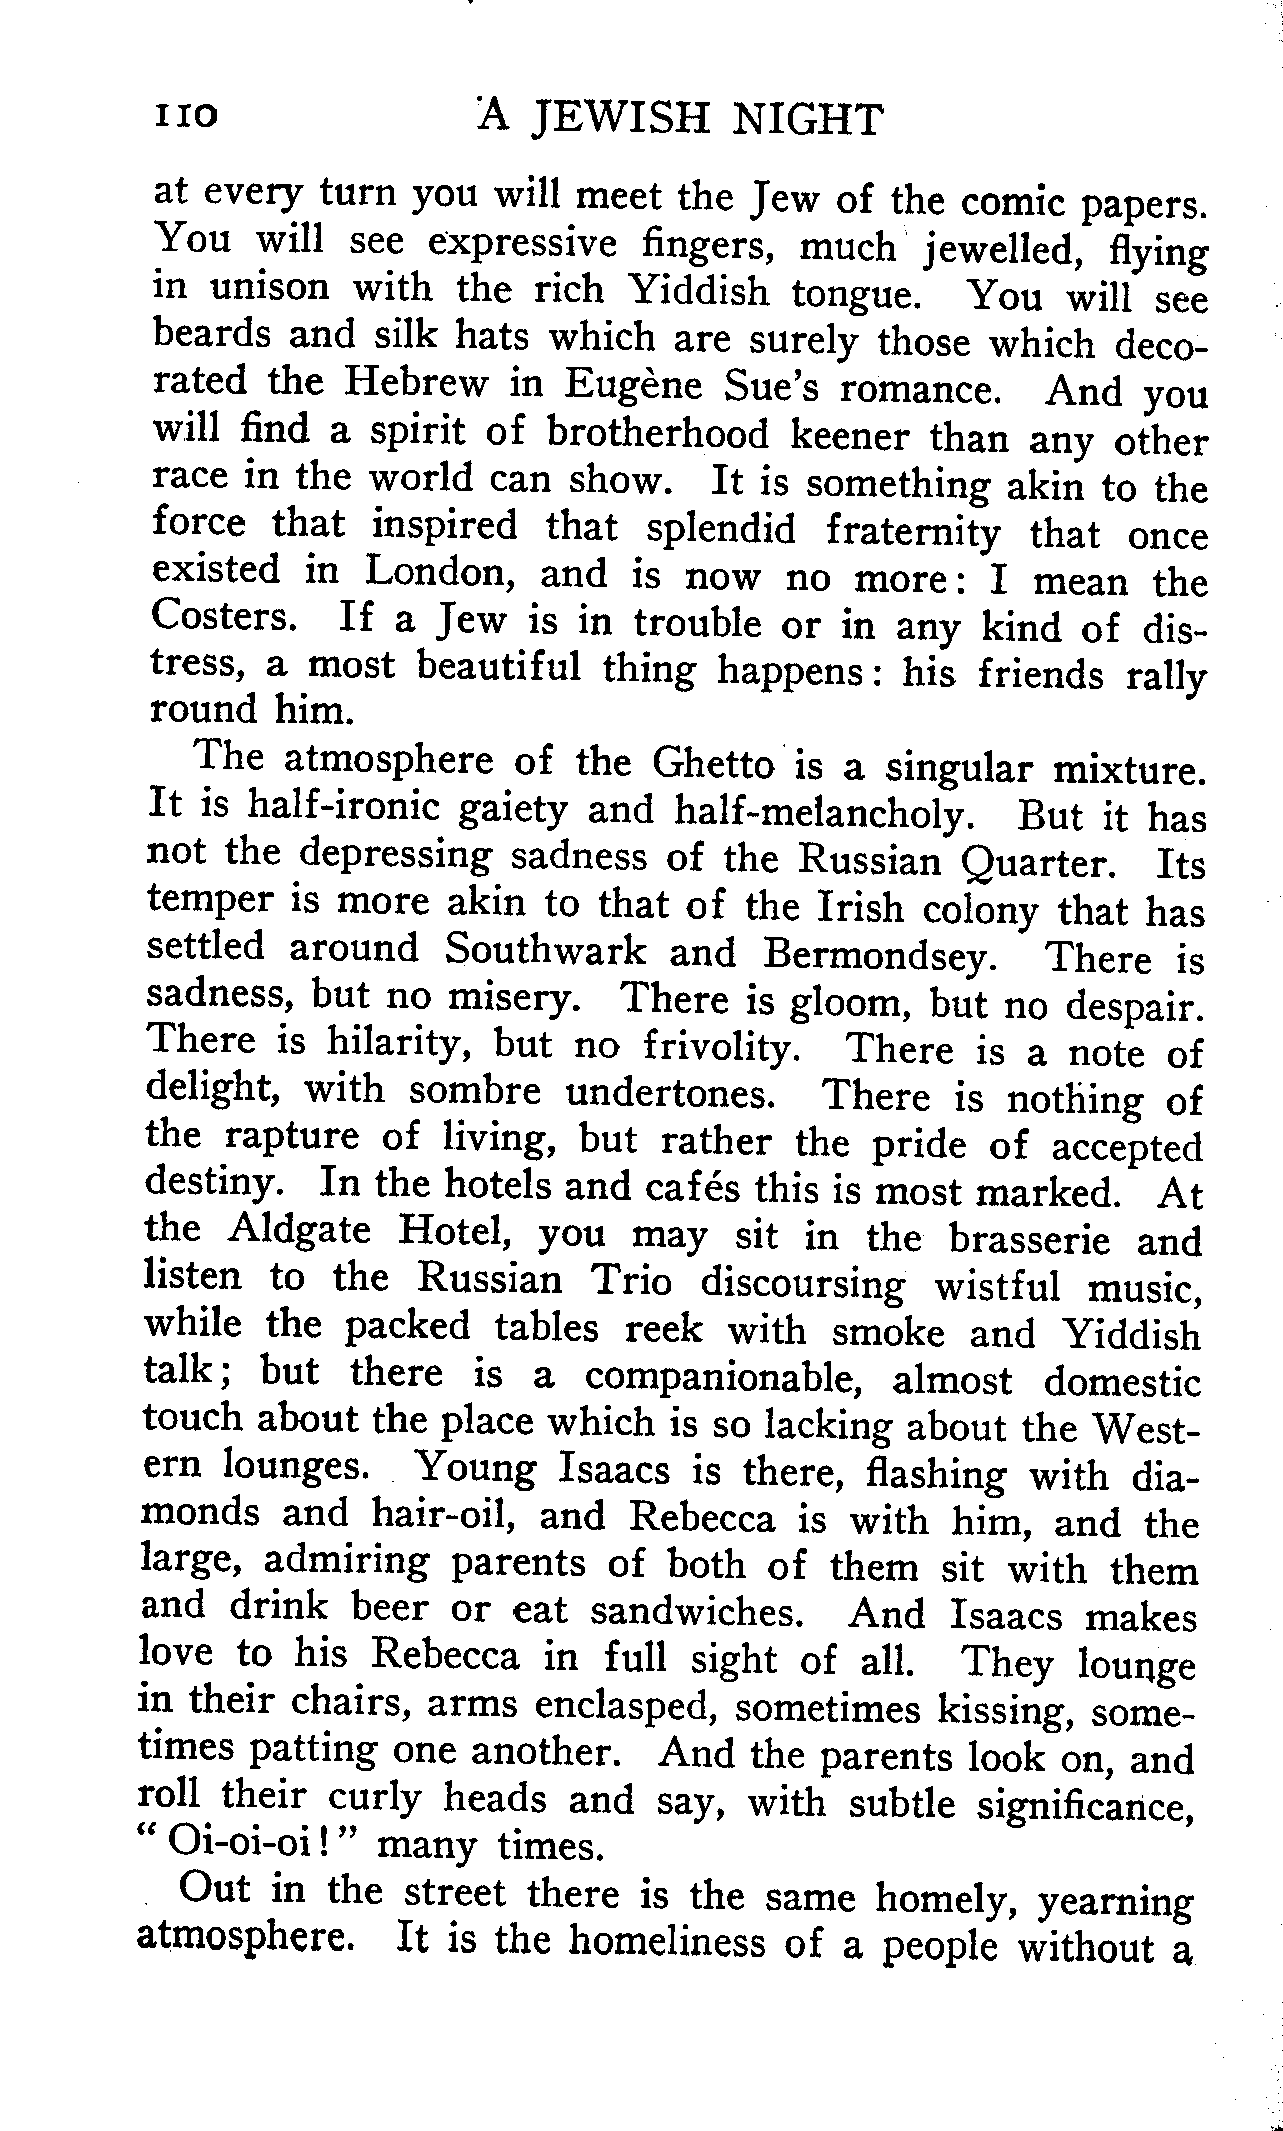 110 A JEWISH NIGHT
at every turn you will meet the Jew of the comic papers.
You will see expressive fingers, much jewelled, flying
in unison with the rich Yiddish tongue. You will see
beards and silk hats which are surely those which deco-
rated the Hebrew in Eugène Sue's romance. And you
will find a spirit of brotherhood keener than any other
race in the world can show. It is something akin to the
force that inspired that splendid fraternity that once
existed in London, and is now no more: I mean the
Costers. If a Jew is in trouble or in any kind of dis-
tress, a most beautiful thing happens: his friends rally
round him.
The atmosphere of the Ghetto is a singular mixture.
It is half-ironic gaiety and half-melancholy. But it has
not the depressing sadness of the Russian Quarter. Its
temper is more akin to that of the Irish colony that has
settled around Southwark and Bermondsey. There is
sadness, but no misery. There is gloom, but no despair.
There is hilarity, but no frivolity. There is a note of
delight, with sombre undertones. There is nothing of
the rapture of living, but rather the pride of accepted
destiny. In the hotels and cafés this is most marked. At
the Aldgate Hotel, you may sit in the brasserie and
listen to the Russian Trio discoursing wistful music,
while the packed tables reek with smoke and Yiddish
talk; but there is a companionable, almost domestic
touch about the place which is so lacking about the West-
ern lounges. Young Isaacs is there, flashing with dia-
monds and hair-oil, and Rebecca is with him, and the
large, admiring parents of both of them sit with them
and drink beer or eat sandwiches. And Isaacs makes
love to his Rebecca in full sight of all. They lounge
in their chairs, arms enclasped, sometimes kissing, some-
times patting one another. And the parents look on, and
roll their curly heads and say, with subtle significance,
"Oi-oi-oi!" many times.
Out in the street there is the same homely, yearning
atmosphere. It is the homeliness of a people without a